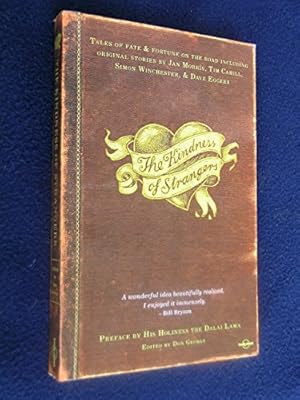 Tales of fate & fortune on the road including
original stories by Jan Morris, Tim Cahill,
Simon Winchester, & Dave Eggers
The Kindness
of Strangers
A wonderful idea beautifully realized.
I enjoyed it immensely.
– Bill Bryson
Preface by His Holiness the Dalai Lama
Edited by Don George